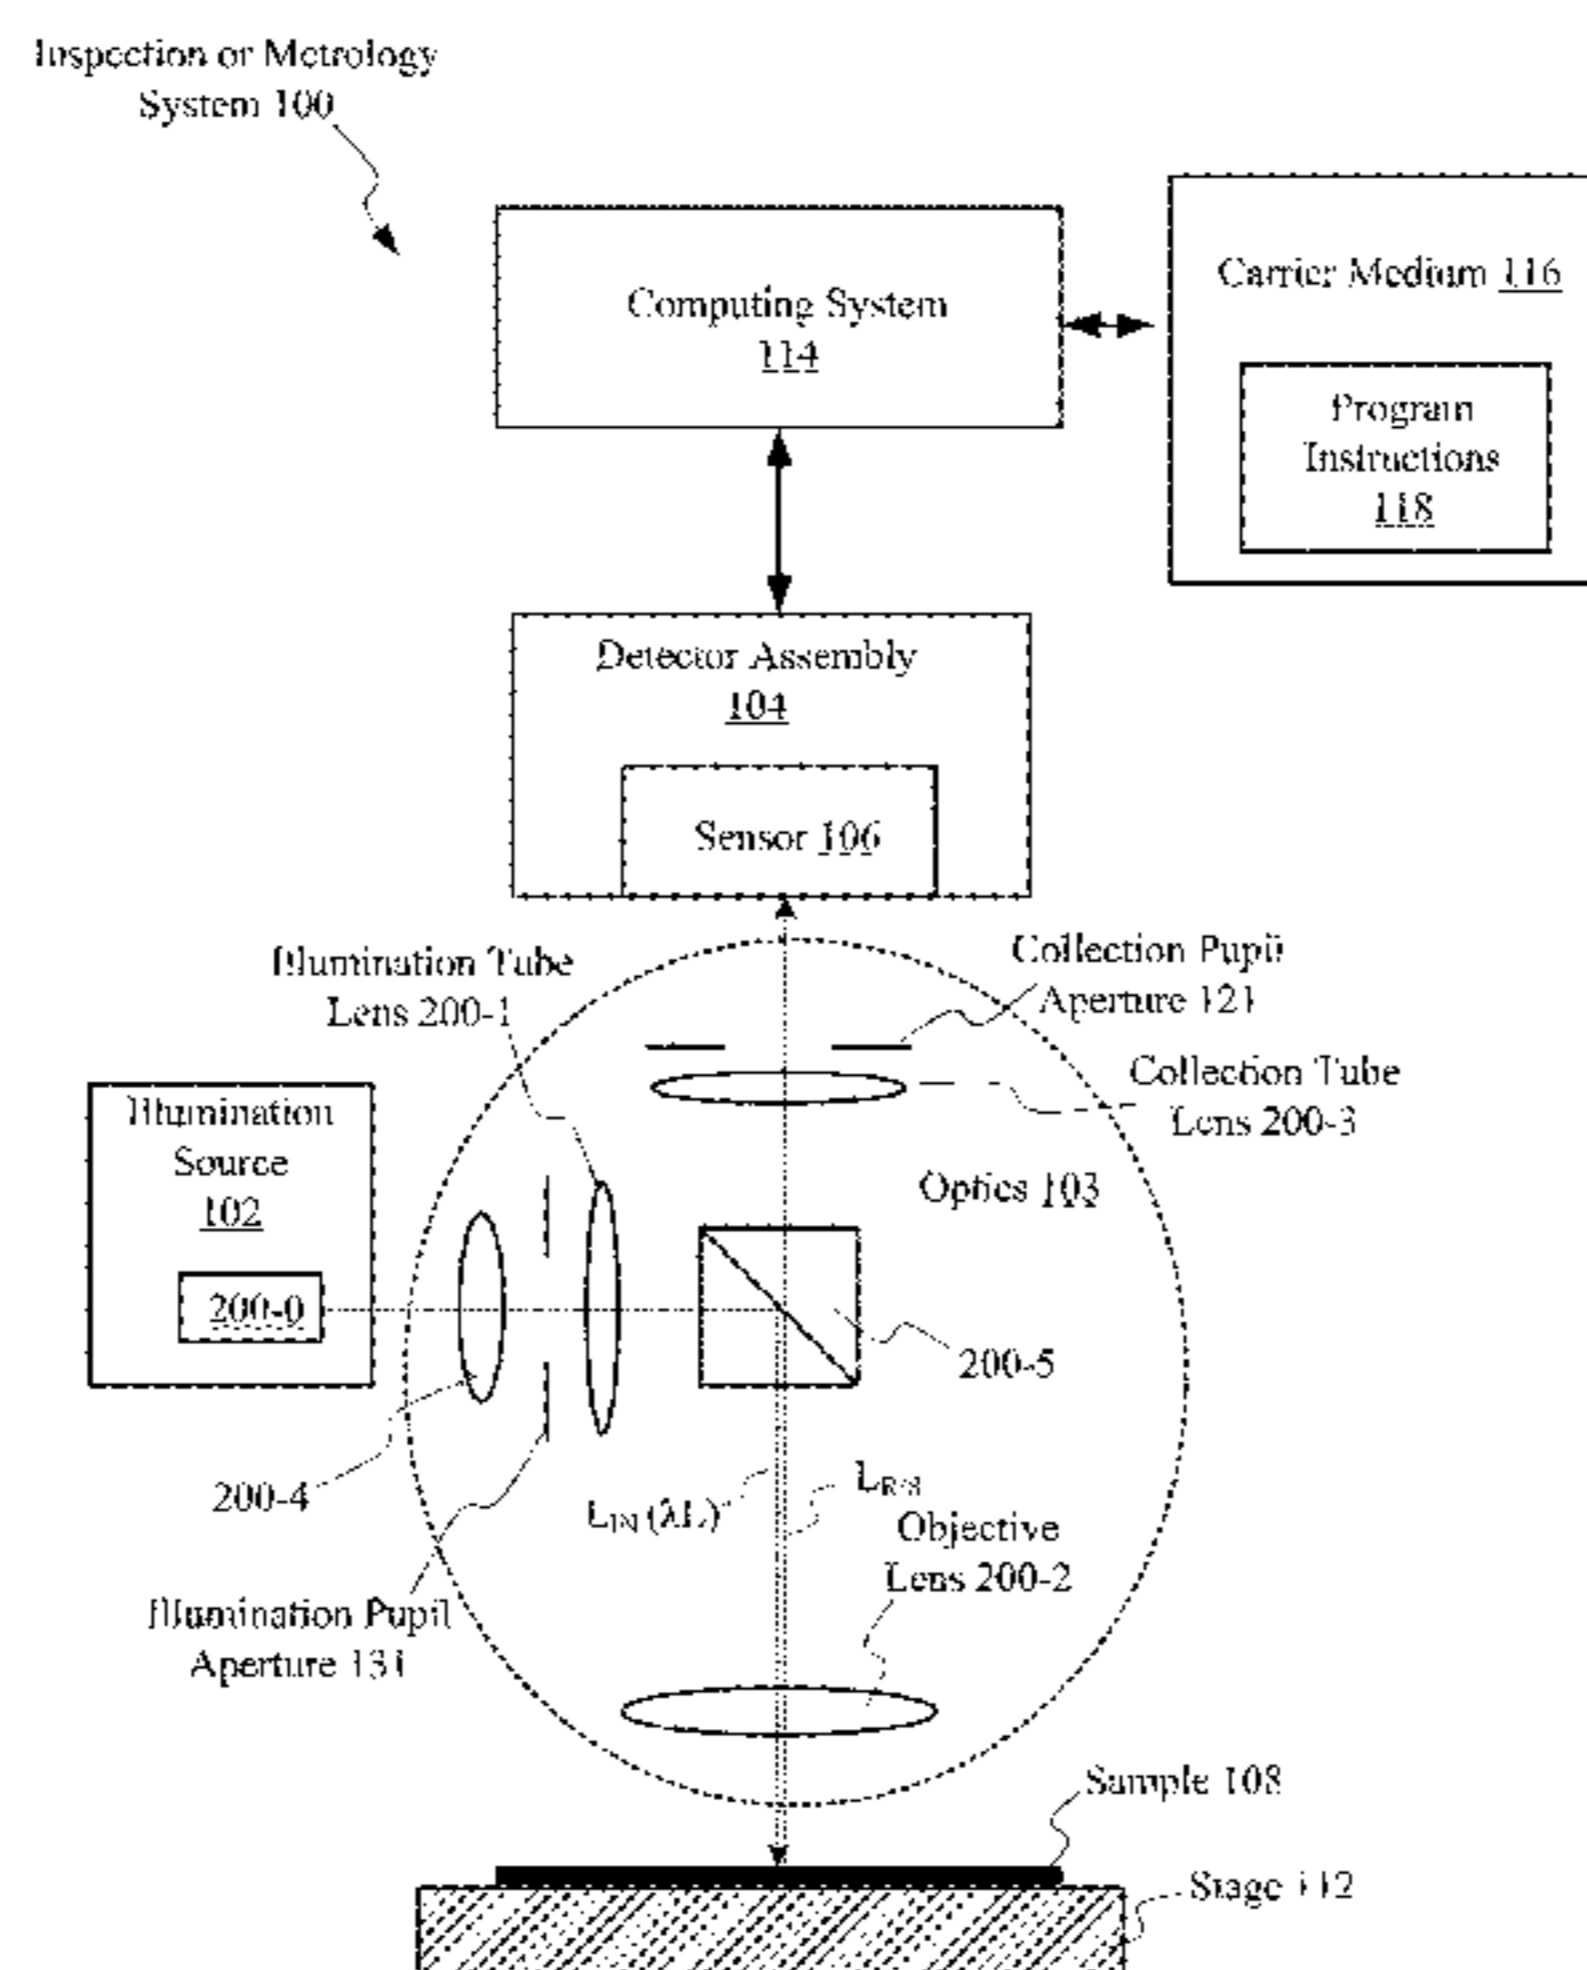 Inspection or Metrology
System 100
Computing System
114
Carrier Medium 116
Program
Instructions
118
Detector Assembly
104
Sensor 106
Illumination Tube
Lens 200-1
Collection Pupil
Aperture 121
Collection Tube
Lens 200-3
Illumination
Source
102
200-0
Optics 103
200-5
200-4
L_IN (λL)
L_R/S
Objective
Lens 200-2
Illumination Pupil
Aperture 131
Sample 108
Stage 112